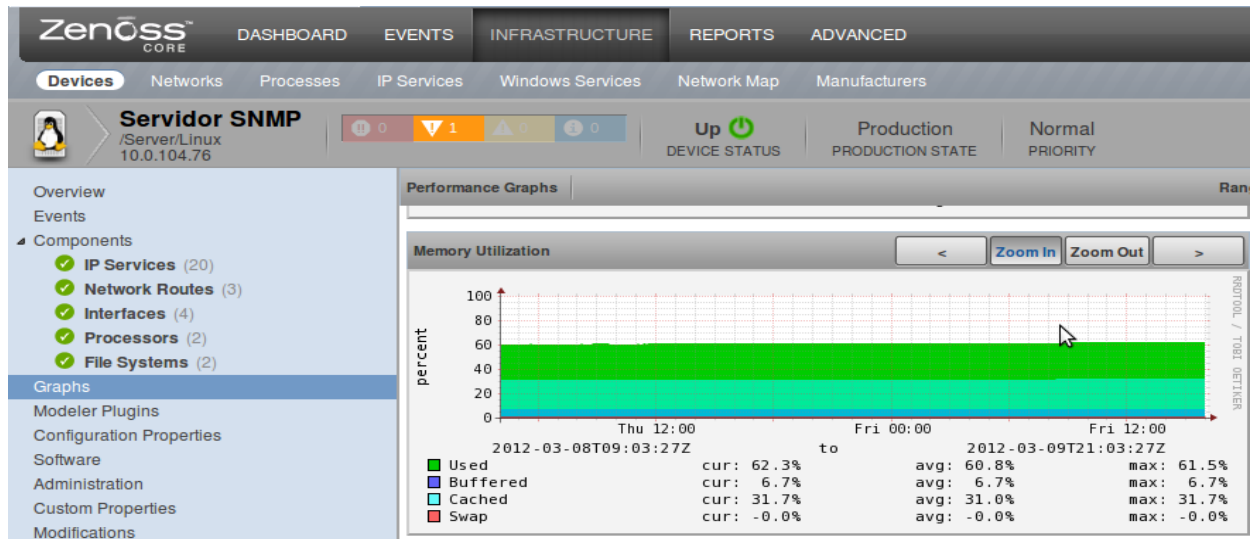 Zenoss™ CORE DASHBOARD EVENTS INFRASTRUCTURE REPORTS ADVANCED
Devices Networks Processes IP Services Windows Services Network Map Manufacturers
Servidor SNMP
/Server/Linux
10.0.104.76
0 1 0 0
Up
DEVICE STATUS
Production
PRODUCTION STATE
Normal
PRIORITY
Overview
Events
Components
IP Services (20)
Network Routes (3)
Interfaces (4)
Processors (2)
File Systems (2)
Graphs
Modeler Plugins
Configuration Properties
Software
Administration
Custom Properties
Modifications
Performance Graphs
Memory Utilization < Zoom In Zoom Out >
percent
100
80
60
40
20
0
Thu 12:00 Fri 00:00 Fri 12:00
2012-03-08T09:03:27Z to 2012-03-09T21:03:27Z
Used cur: 62.3% avg: 60.8% max: 61.5%
Buffered cur: 6.7% avg: 6.7% max: 6.7%
Cached cur: 31.7% avg: 31.0% max: 31.7%
Swap cur: -0.0% avg: -0.0% max: -0.0%
RRDTOOL / TOBI OETIKER